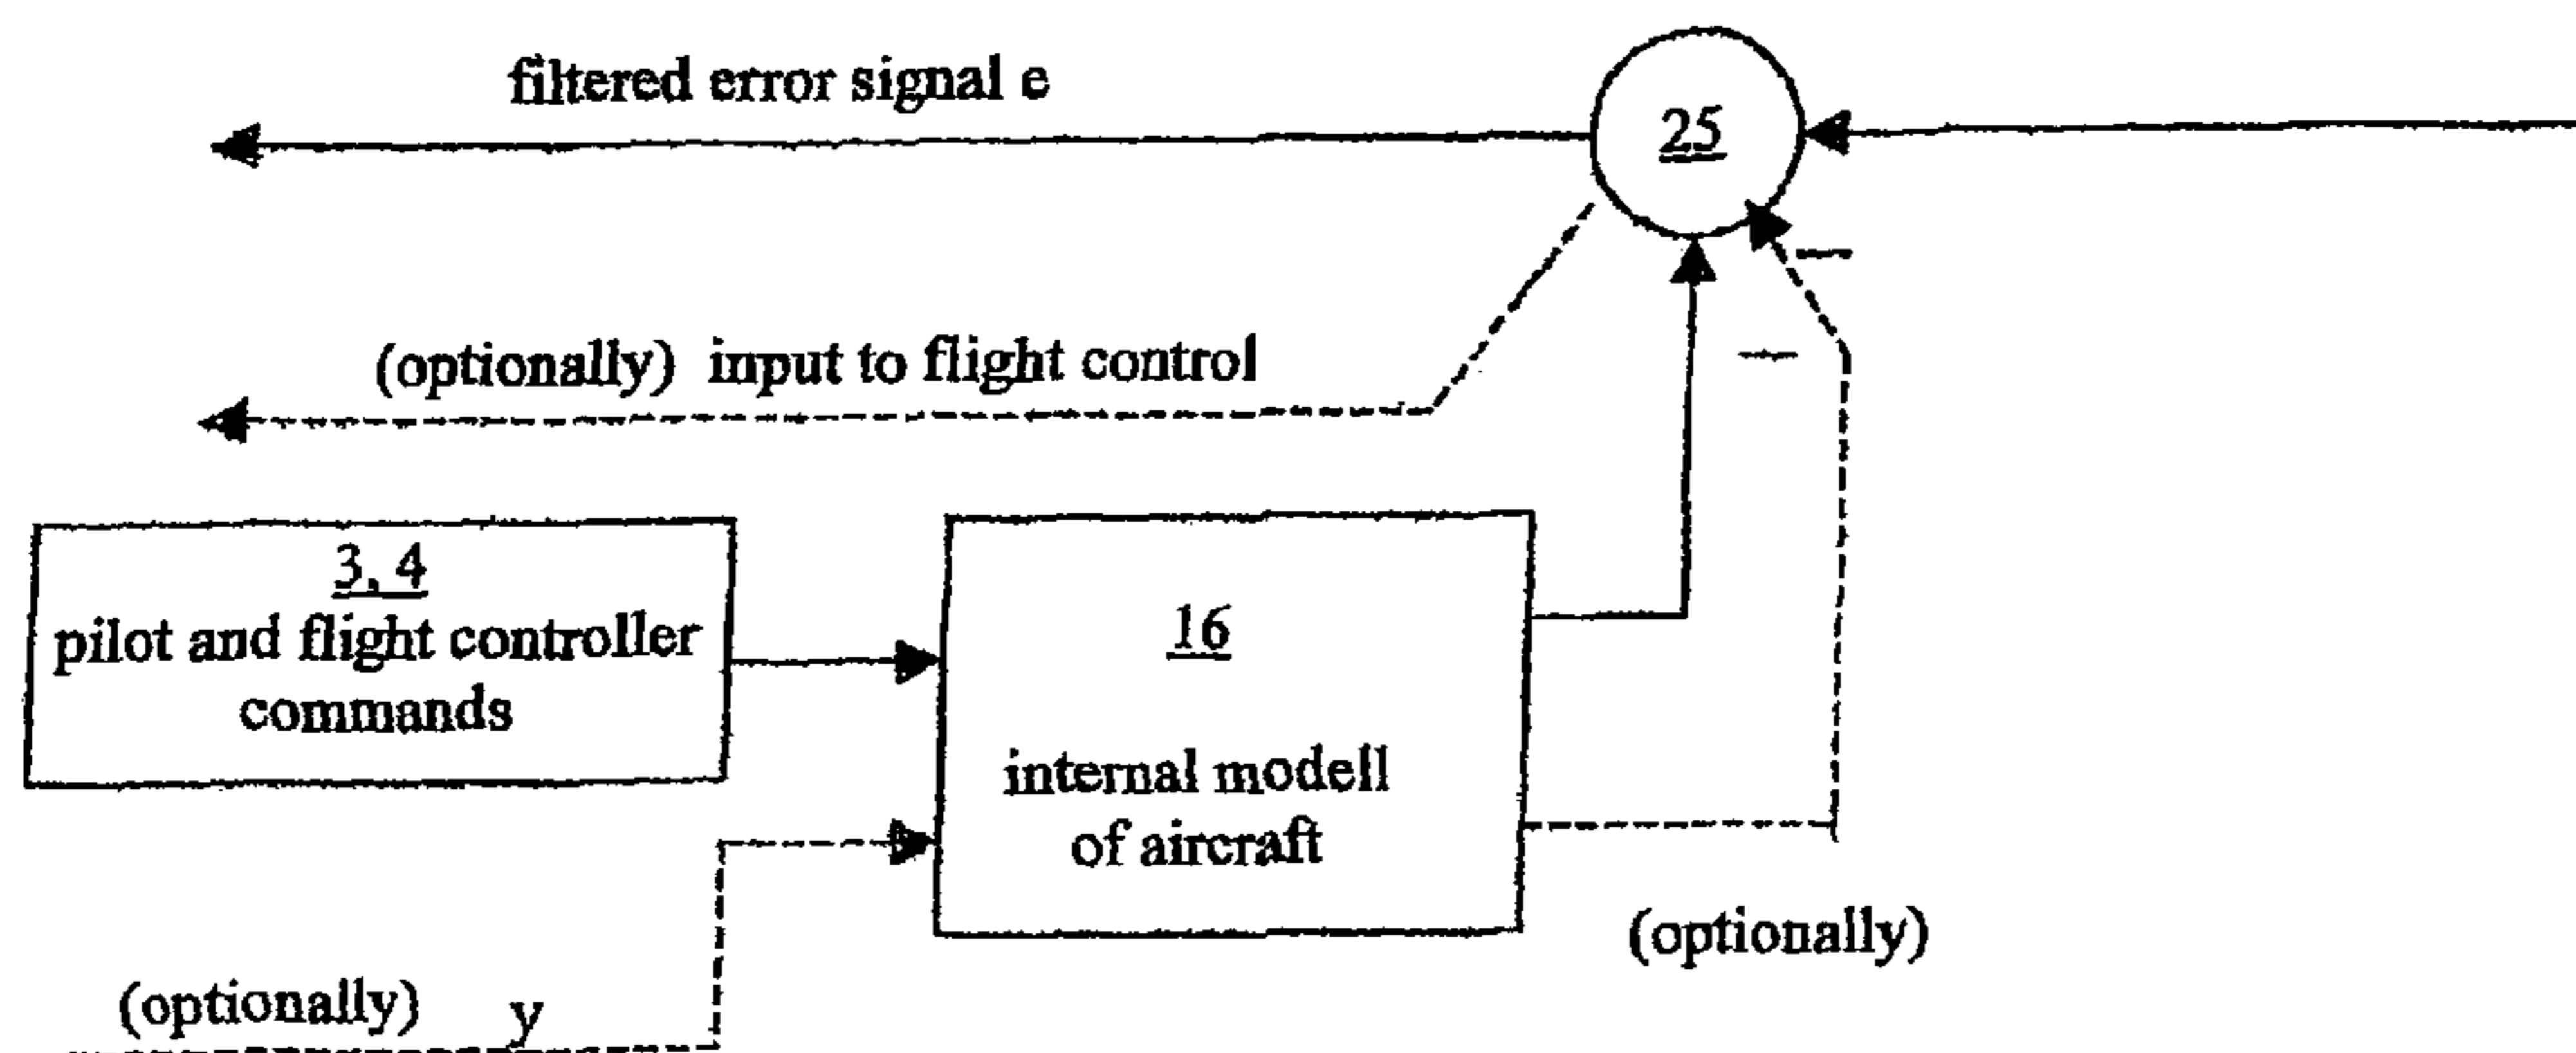 filtered error signal e
25
(optionally) input to flight control
3, 4
pilot and flight controller
commands
16
internal modell
of aircraft
(optionally)
(optionally) y